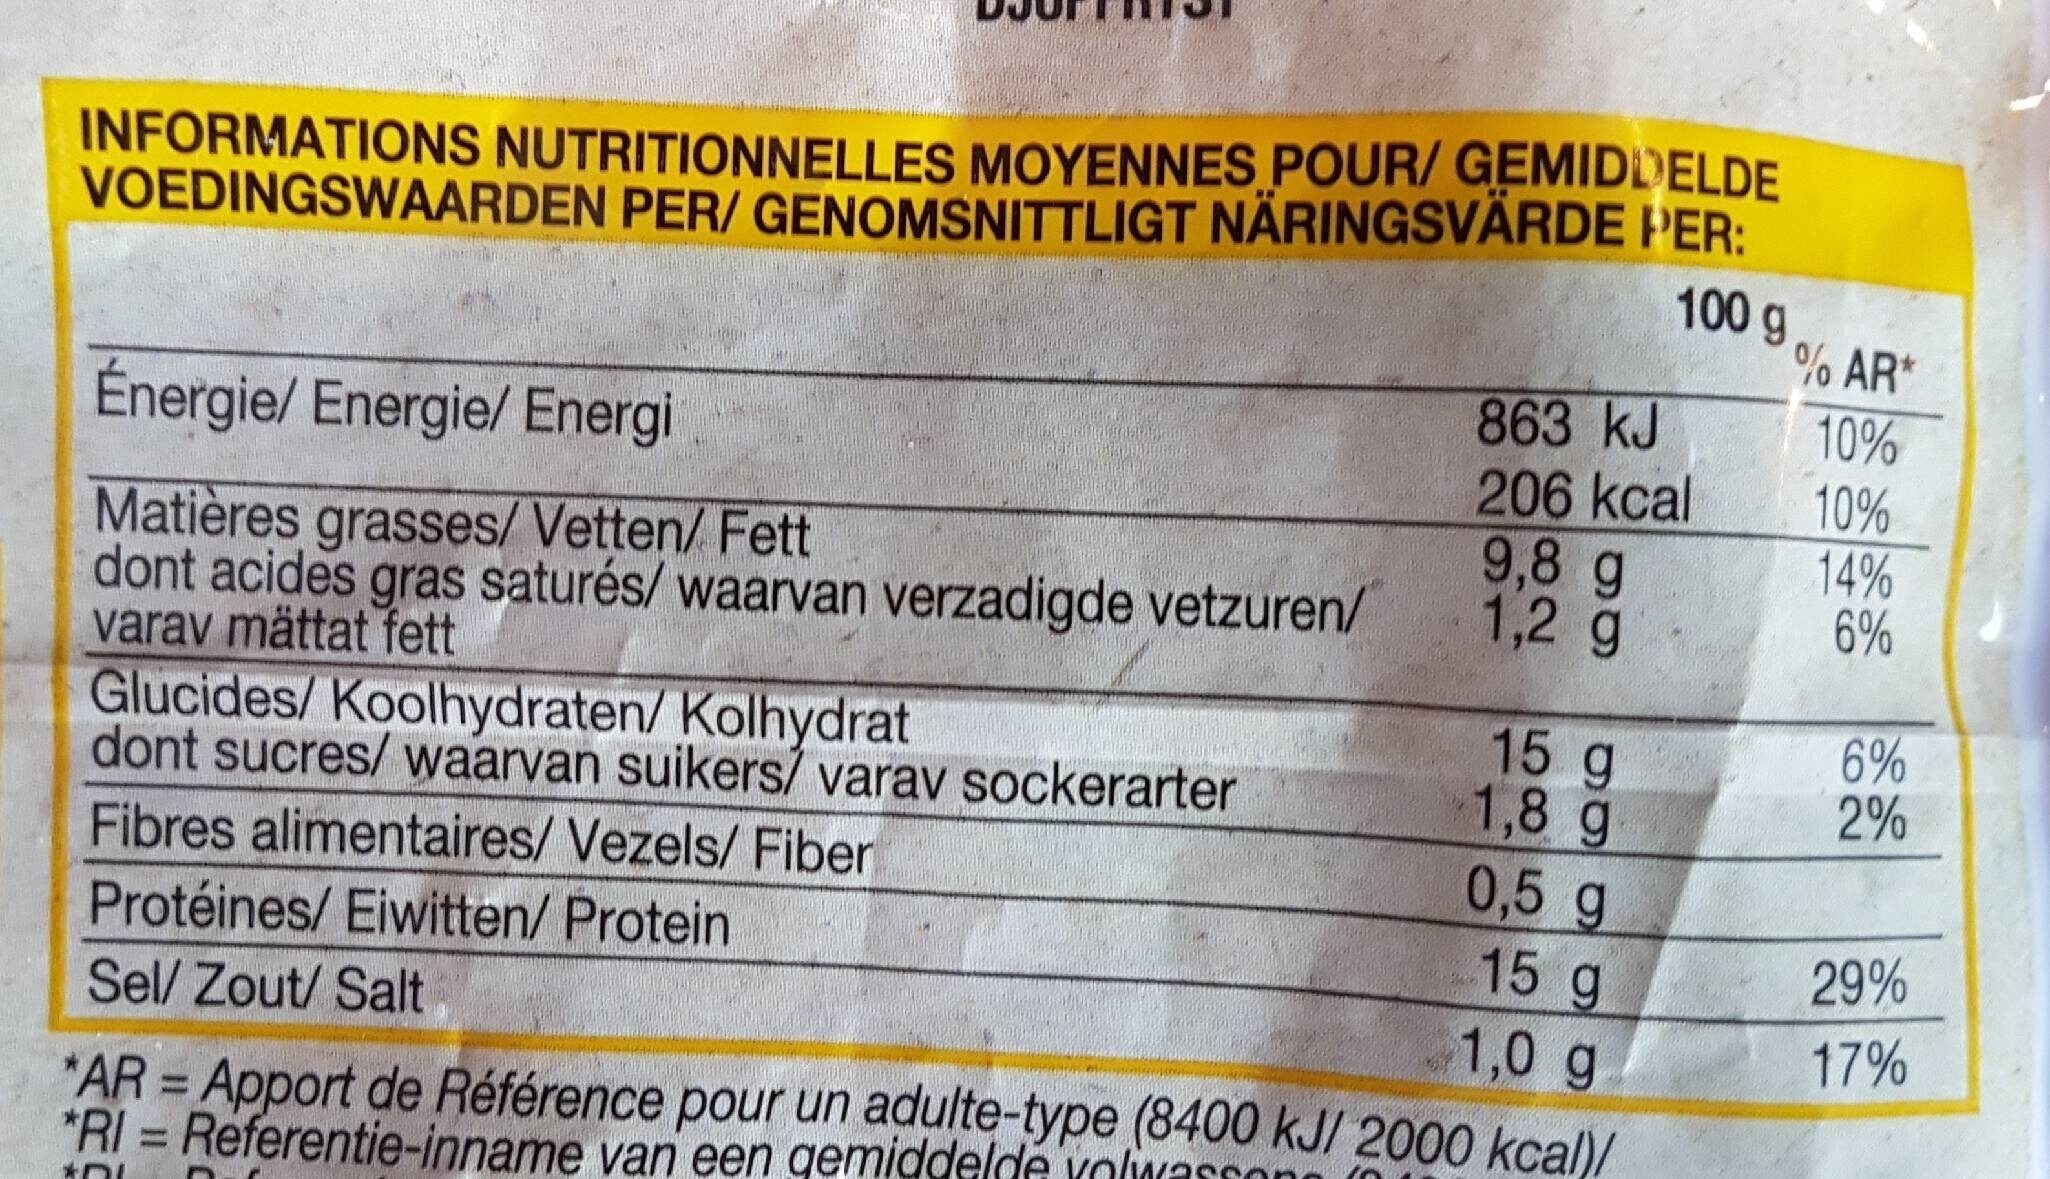 INFORMATIONS NUTRITIONNELLES MOYENNES POUR/ GEMIDDELDE
VOEDINGSWAARDEN PER/ GENOMSNITTLIGT NÄRINGSVÄRDE PER:
100 g % AR*
Énergie/ Energie/ Energi 863 kJ 10%
206 kcal 10%
Matières grasses/ Vetten/ Fett 9,8 g 14%
dont acides gras saturés/ waarvan verzadigde vetzuren/ 1,2 g 6%
varav mättat fett
Glucides/ Koolhydraten/ Kolhydrat 15 g 6%
dont sucres/ waarvan suikers/ varav sockerarter 1,8 g 2%
Fibres alimentaires/ Vezels/ Fiber 0,5 g
Protéines/ Eiwitten/ Protein 15 g 29%
Sel/ Zout/ Salt 1,0 g 17%
*AR = Apport de Référence pour un adulte-type (8400 kJ/ 2000 kcal)/
*RI = Referentie-inname van een gemiddelde